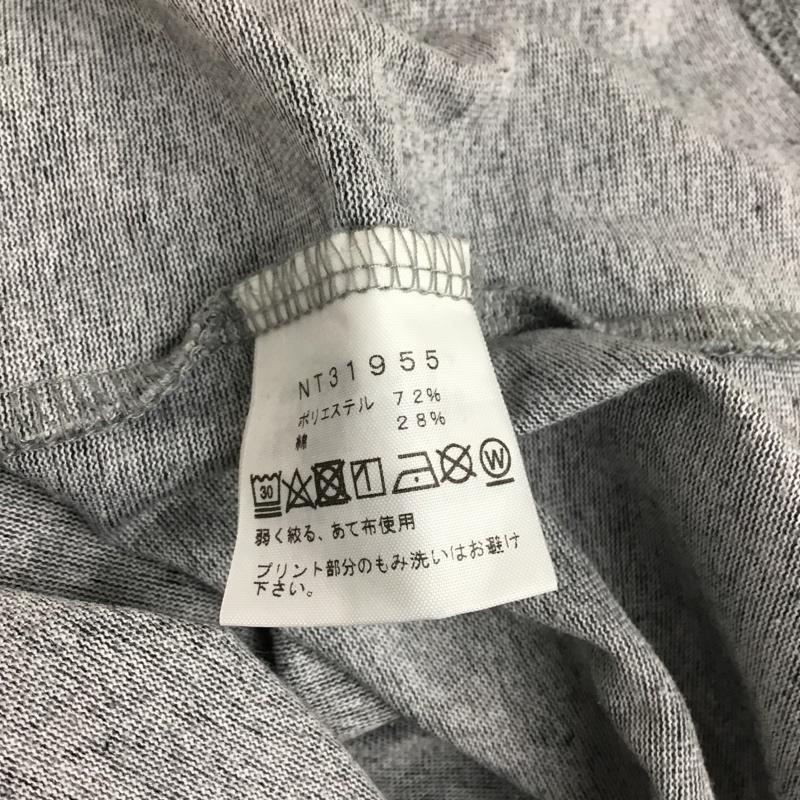 NT31955
ポリエステル 72%
綿 28%
30 W
弱く絞る、あて布使用
プリント部分のもみ洗いはお避け
下さい。